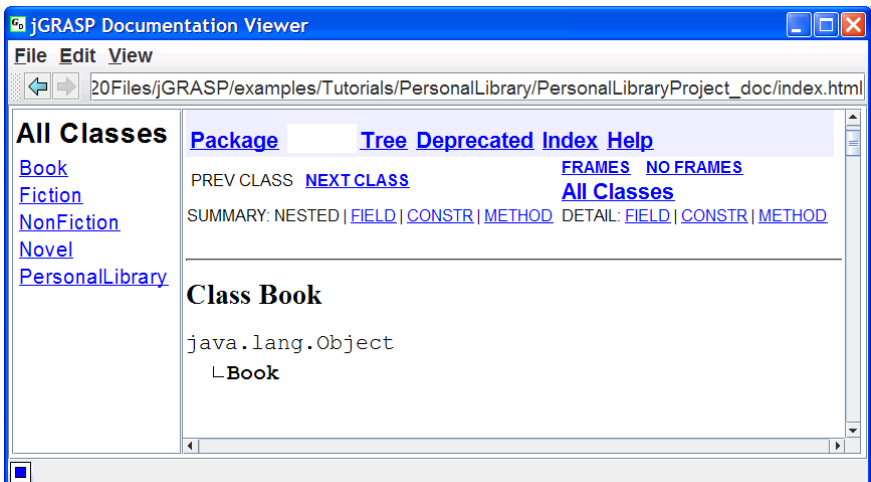 jGRASP Documentation Viewer
File Edit View
20Files/jGRASP/examples/Tutorials/PersonalLibrary/PersonalLibraryProject_doc/index.html
All Classes
Book
Fiction
NonFiction
Novel
PersonalLibrary
Package Tree Deprecated Index Help
PREV CLASS NEXT CLASS
FRAMES NO FRAMES
All Classes
SUMMARY: NESTED | FIELD | CONSTR | METHOD DETAIL: FIELD | CONSTR | METHOD
Class Book
java.lang.Object
Book